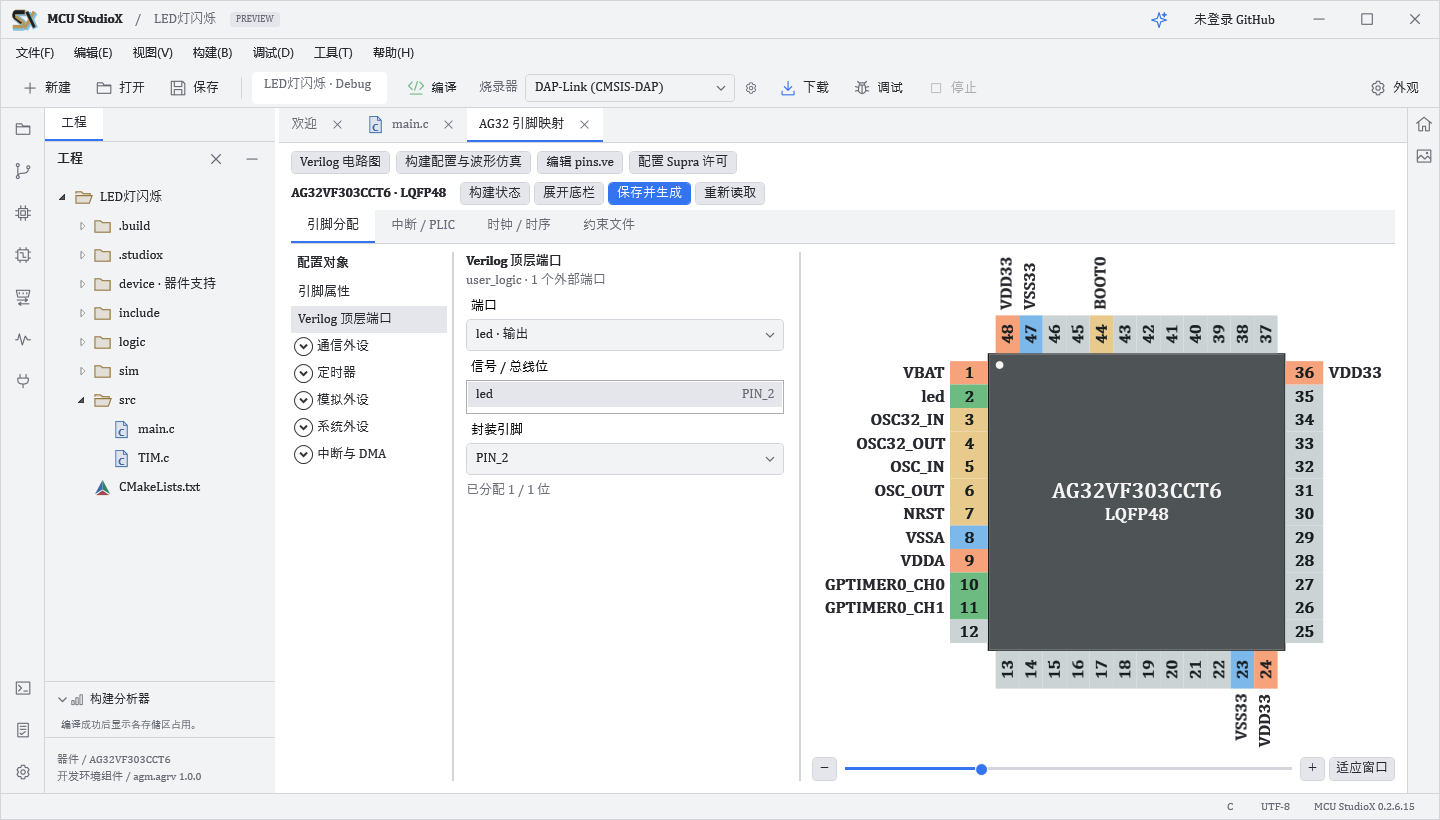 MCU StudioX / LED灯闪烁 PREVIEW 未登录 GitHub
文件(F) 编辑(E) 视图(V) 构建(B) 调试(D) 工具(T) 帮助(H)
新建 打开 保存 LED灯闪烁 · Debug 编译 烧录器 DAP-Link (CMSIS-DAP) 下载 调试 停止 外观
工程
工程
LED灯闪烁
.build
.studiox
device · 器件支持
include
logic
sim
src
main.c
TIM.c
CMakeLists.txt
构建分析器
编译成功后显示各存储区占用。
器件 / AG32VF303CCT6
开发环境组件 / agm.agrv 1.0.0
欢迎 main.c AG32 引脚映射
Verilog 电路图 构建配置与波形仿真 编辑 pins.ve 配置 Supra 许可
AG32VF303CCT6 · LQFP48 构建状态 展开底栏 保存并生成 重新读取
引脚分配 中断 / PLIC 时钟 / 时序 约束文件
配置对象
引脚属性
Verilog 顶层端口
通信外设
定时器
模拟外设
系统外设
中断与 DMA
Verilog 顶层端口
user_logic · 1 个外部端口
端口
led · 输出
信号 / 总线位
led PIN_2
封装引脚
PIN_2
已分配 1 / 1 位
VDD33 VSS33 BOOT0
48 47 46 45 44 43 42 41 40 39 38 37
VBAT 1
led 2
OSC32_IN 3
OSC32_OUT 4
OSC_IN 5
OSC_OUT 6
NRST 7
VSSA 8
VDDA 9
GPTIMER0_CH0 10
GPTIMER0_CH1 11
12
AG32VF303CCT6
LQFP48
36 VDD33
35
34
33
32
31
30
29
28
27
26
25
13 14 15 16 17 18 19 20 21 22 23 24
VSS33 VDD33
− + 适应窗口
C UTF-8 MCU StudioX 0.2.6.15